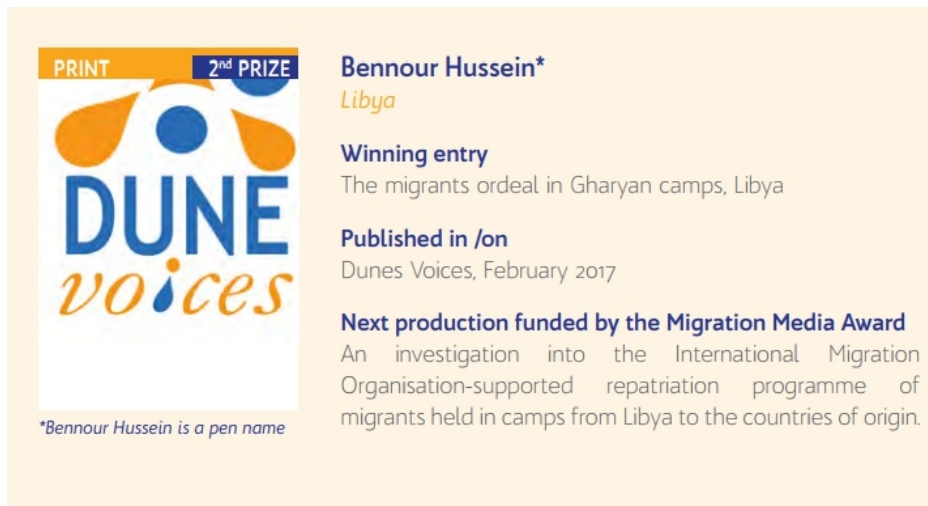 PRINT
2nd PRIZE
DUNE
voices
*Bennour Hussein is a pen name
Bennour Hussein*
Libya
Winning entry
The migrants ordeal in Gharyan camps, Libya
Published in /on
Dunes Voices, February 2017
Next production funded by the Migration Media Award
An investigation into the International Migration
Organisation-supported repatriation programme of
migrants held in camps from Libya to the countries of origin.